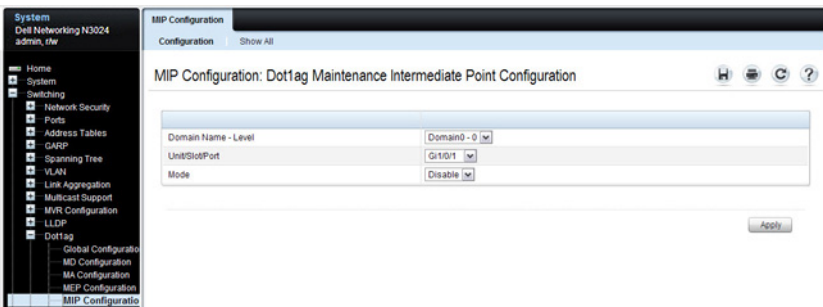 System
Dell Networking N3024
admin, r/w
Home
System
Switching
Network Security
Ports
Address Tables
GARP
Spanning Tree
VLAN
Link Aggregation
Multicast Support
MVR Configuration
LLDP
Dot1ag
Global Configuratio
MD Configuration
MA Configuration
MEP Configuration
MIP Configuratio
MIP Configuration
Configuration Show All
MIP Configuration: Dot1ag Maintenance Intermediate Point Configuration
?
Domain Name - Level Domain0 - 0
Unit/Slot/Port Gi1/0/1
Mode Disable
Apply